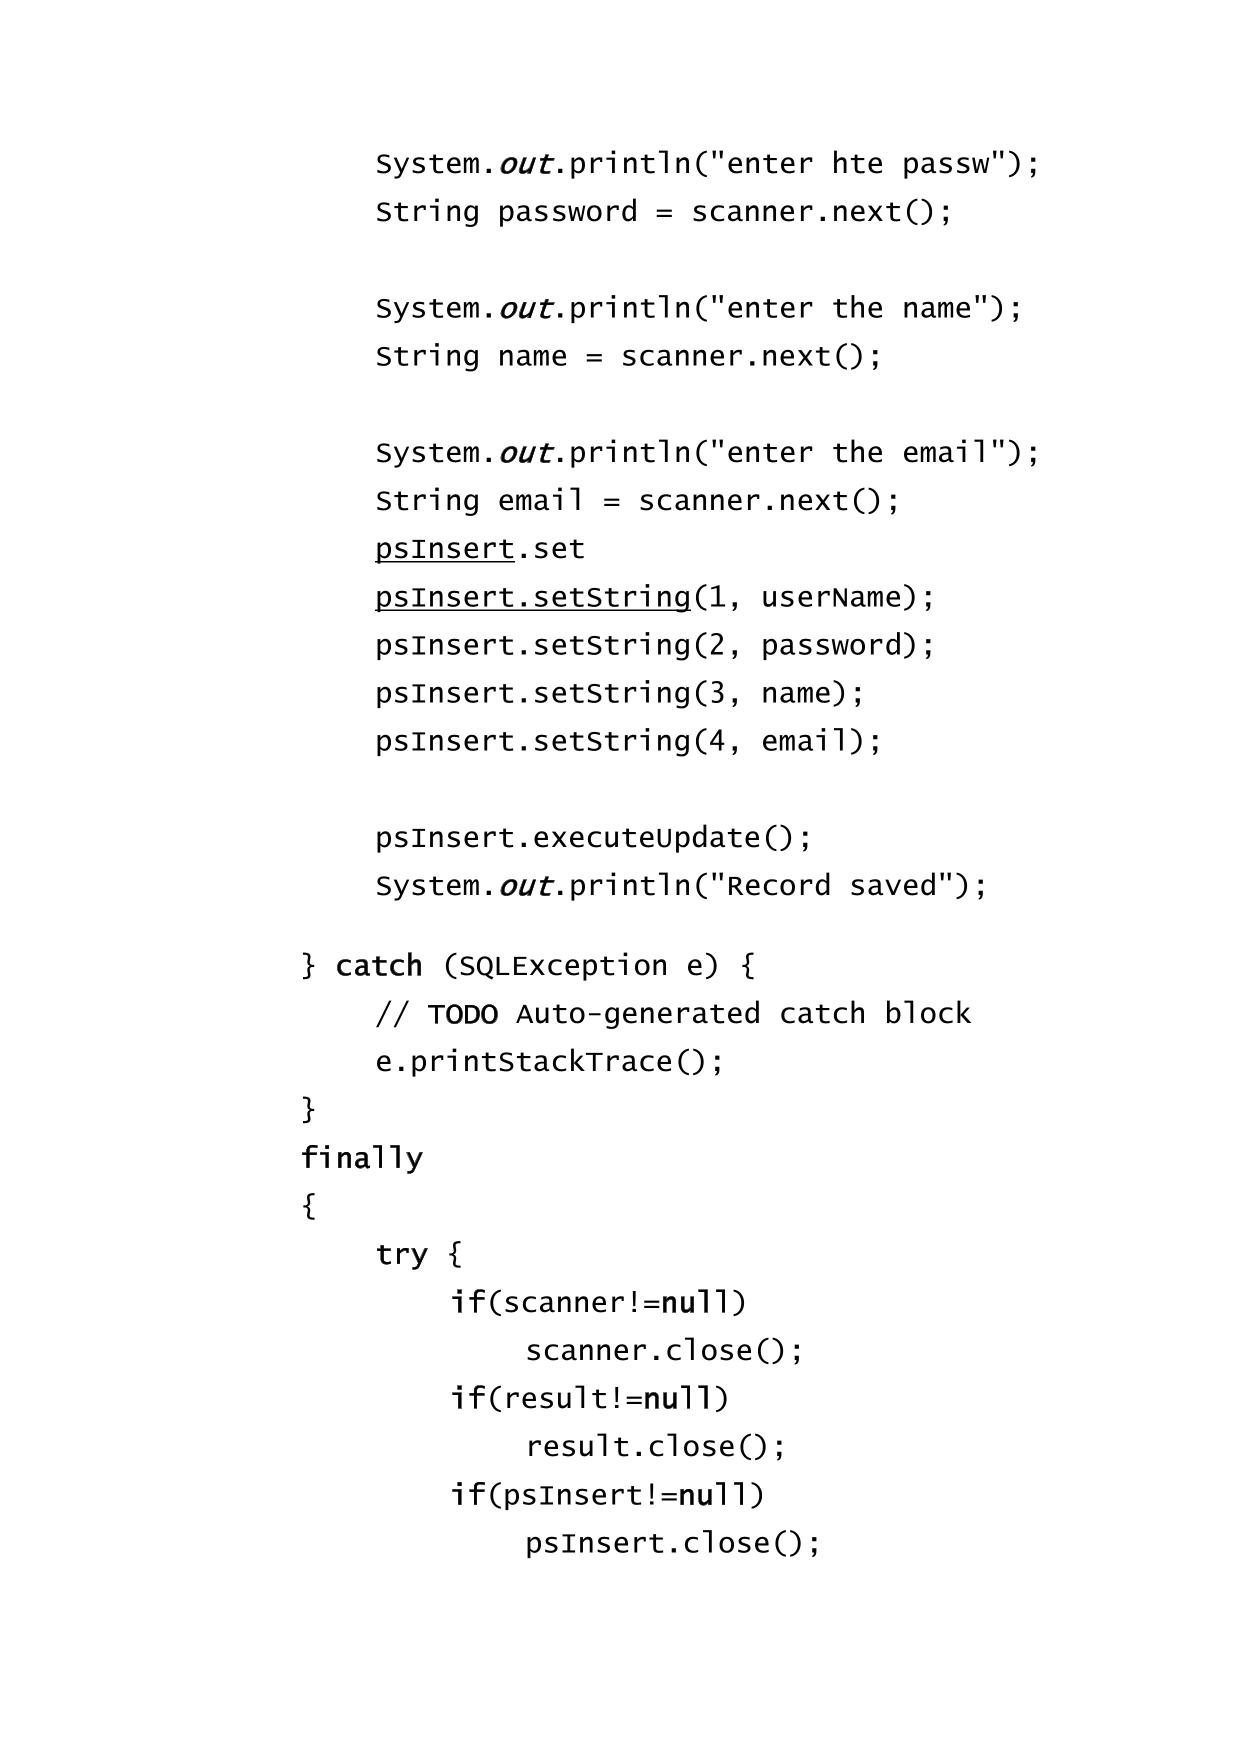 System.out.println("enter hte passw");
String password = scanner.next();
System.out.println("enter the name");
String name = scanner.next();
System.out.println("enter the email");
String email = scanner.next();
psInsert.set
psInsert.setString(1, userName);
psInsert.setString(2, password);
psInsert.setString(3, name);
psInsert.setString(4, email);
psInsert.executeUpdate();
System.out.println("Record saved");
} catch (SQLException e) {
// TODO Auto-generated catch block
e.printStackTrace();
}
finally
{
try {
if(scanner!=null)
scanner.close();
if(result!=null)
result.close();
if(psInsert!=null)
psInsert.close();